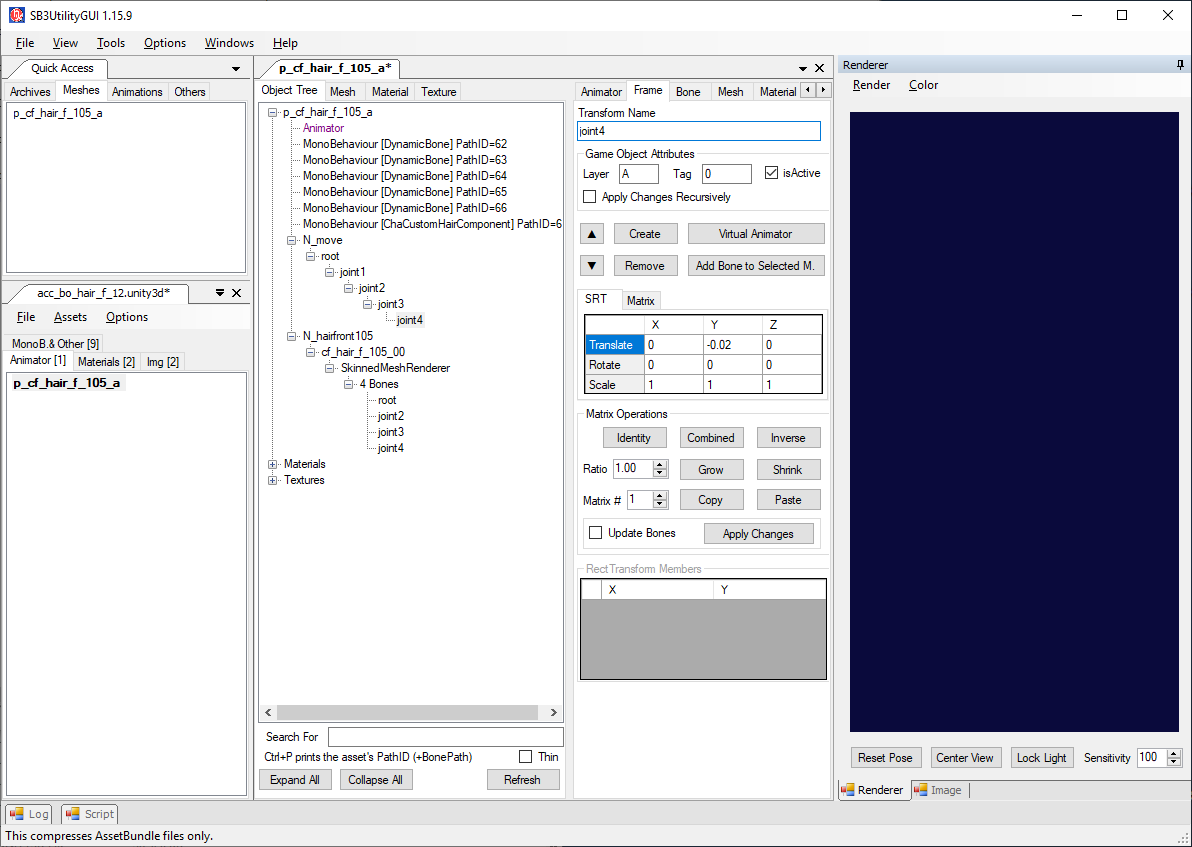 SB3UtilityGUI 1.15.9
File View Tools Options Windows Help
Quick Access
Archives Meshes Animations Others
p_cf_hair_f_105_a
acc_bo_hair_f_12.unity3d*
File Assets Options
MonoB.& Other [9]
Animator [1] Materials [2] Img [2]
p_cf_hair_f_105_a
p_cf_hair_f_105_a*
Object Tree Mesh Material Texture
p_cf_hair_f_105_a
Animator
MonoBehaviour [DynamicBone] PathID=62
MonoBehaviour [DynamicBone] PathID=63
MonoBehaviour [DynamicBone] PathID=64
MonoBehaviour [DynamicBone] PathID=65
MonoBehaviour [DynamicBone] PathID=66
MonoBehaviour [ChaCustomHairComponent] PathID=6
N_move
root
joint1
joint2
joint3
joint4
N_hairfront105
cf_hair_f_105_00
SkinnedMeshRenderer
4 Bones
root
joint2
joint3
joint4
Materials
Textures
Search For
Ctrl+P prints the asset's PathID (+BonePath) Thin
Expand All Collapse All Refresh
Animator Frame Bone Mesh Material
Transform Name
joint4
Game Object Attributes
Layer A Tag 0 isActive
Apply Changes Recursively
▲ Create Virtual Animator
▼ Remove Add Bone to Selected M.
SRT Matrix
X Y Z
Translate 0 -0.02 0
Rotate 0 0 0
Scale 1 1 1
Matrix Operations
Identity Combined Inverse
Ratio 1.00 Grow Shrink
Matrix # 1 Copy Paste
Update Bones Apply Changes
RectTransform Members
X Y
Renderer
Render Color
Reset Pose Center View Lock Light Sensitivity 100
Renderer Image
Log Script
This compresses AssetBundle files only.